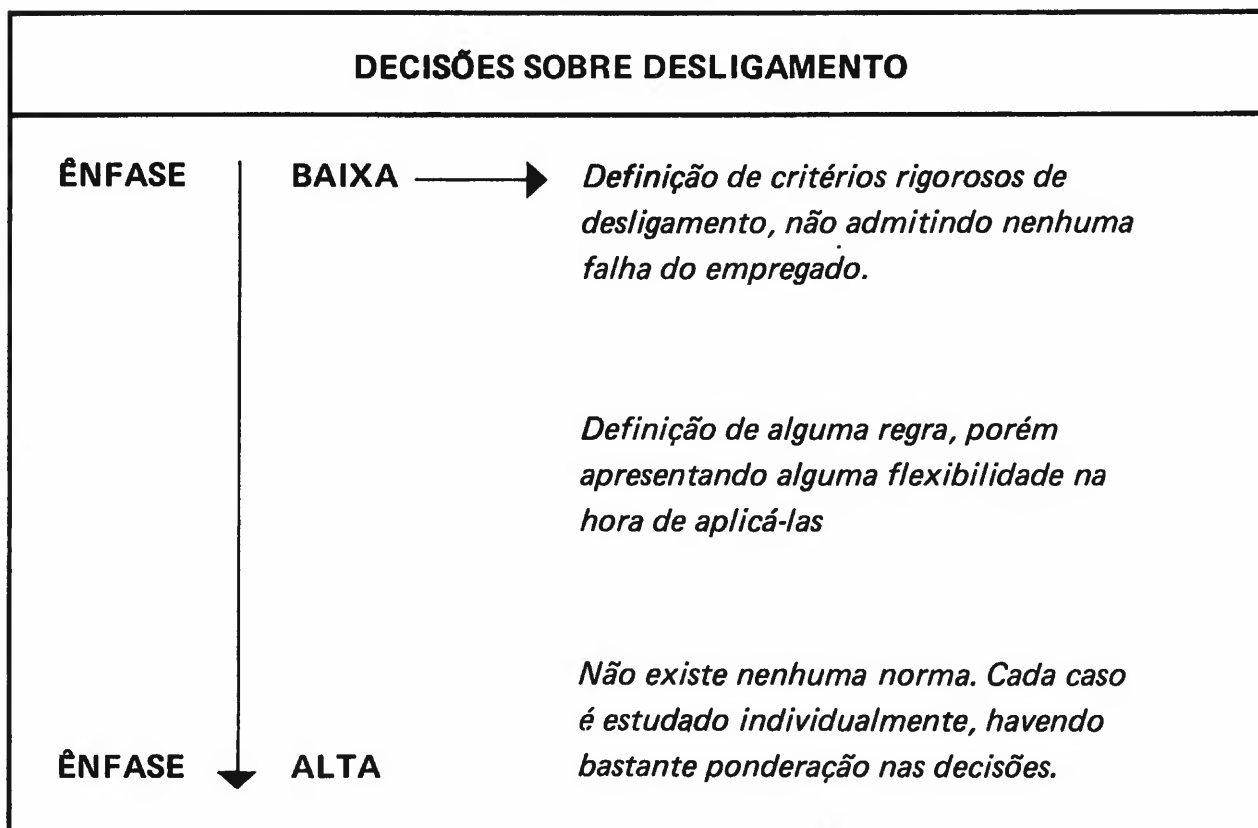 DECISÕES SOBRE DESLIGAMENTO
ÊNFASE BAIXA Definição de critérios rigorosos de
desligamento, não admitindo nenhuma
falha do empregado.
Definição de alguma regra, porém
apresentando alguma flexibilidade na
hora de aplicá-las
Não existe nenhuma norma. Cada caso
é estudado individualmente, havendo
ÊNFASE ALTA bastante ponderação nas decisões.